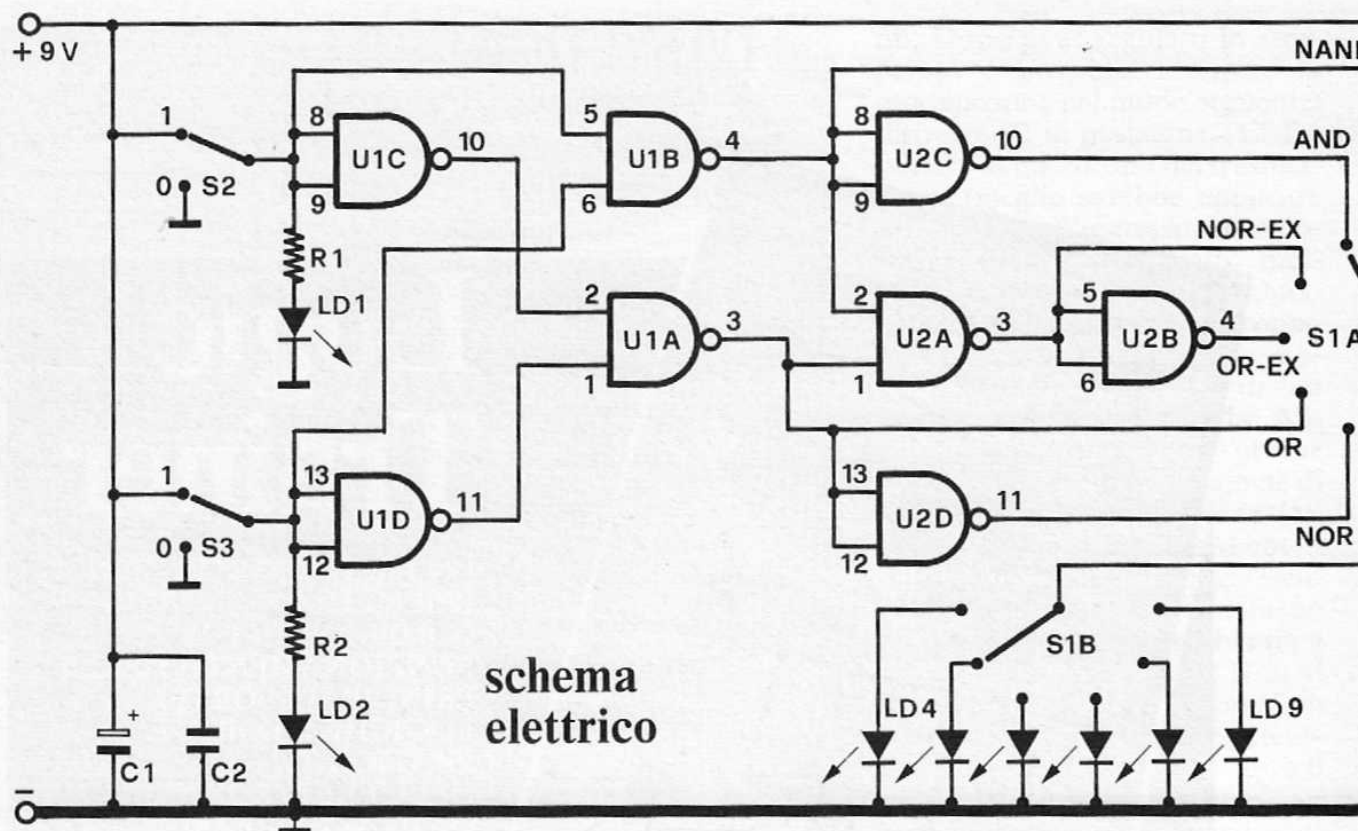 + 9 V
NAN
1
8
5
8
10
4
10
U1C
U1B
U2C
AND
0
S2
9
6
9
NOR-EX
R1
LD1
2
2
5
3
3
4
U1A
U2A
U2B
S1A
1
1
6
OR-EX
OR
1
13
13
11
11
U1D
U2D
0
S3
12
12
NOR
R2
S1B
schema
elettrico
LD2
LD4
LD9
+
C1
C2
−